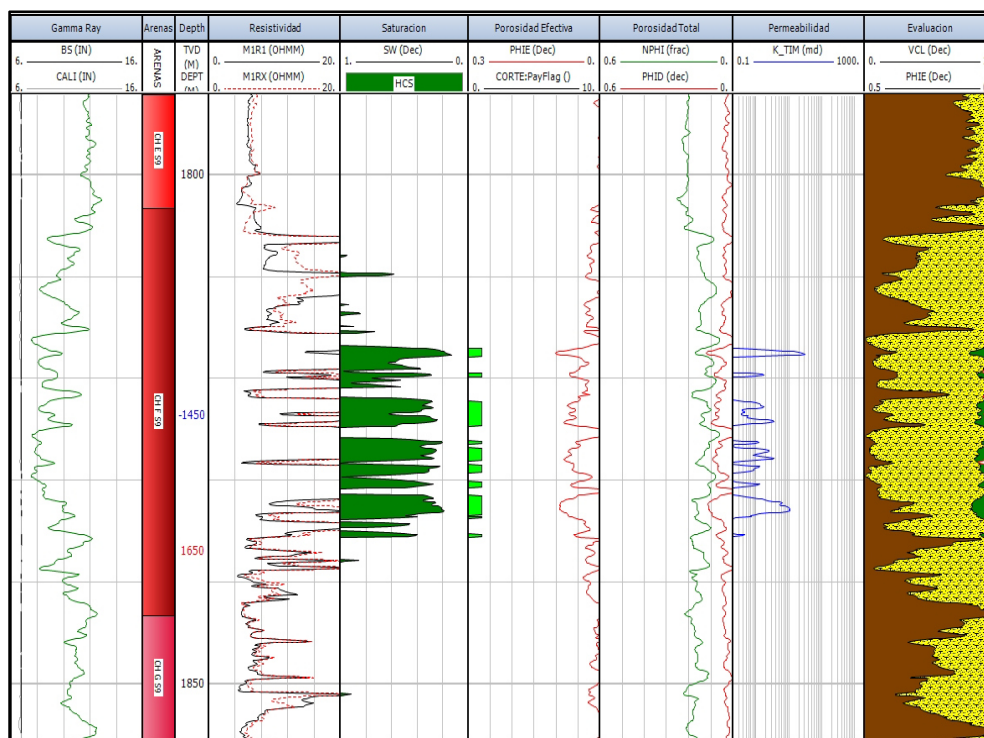 Gamma Ray Arenas Depth Resistividad Saturacion Porosidad Efectiva Porosidad Total Permeabilidad Evaluacion
BS (IN)
6. 16.
CALI (IN)
6. 16.
ARENAS
TVD
(M)
DEPT
(M)
M1R1 (OHMM)
0. 20.
M1RX (OHMM)
0. 20.
SW (Dec)
1. 0.
HCS
PHIE (Dec)
0.3 0.
CORTE:PayFlag ()
0. 10.
NPHI (frac)
0.6 0.
PHID (dec)
0.6 0.
K_TIM (md)
0.1 1000.
VCL (Dec)
0.
PHIE (Dec)
0.5
CH E S9
1800
CH F S9
-1450
1650
CH G S9
1850